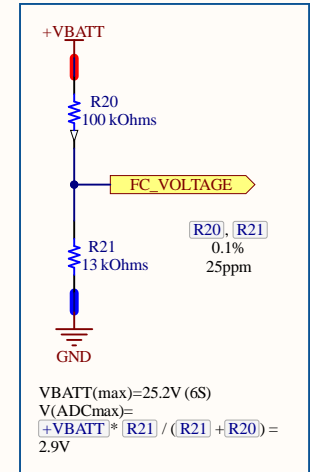 +VBATT
R20
100 kOhms
FC_VOLTAGE
R20, R21
0.1%
25ppm
R21
13 kOhms
GND
VBATT(max)=25.2V (6S)
V(ADCmax)=
+VBATT * R21 / (R21 +R20) =
2.9V